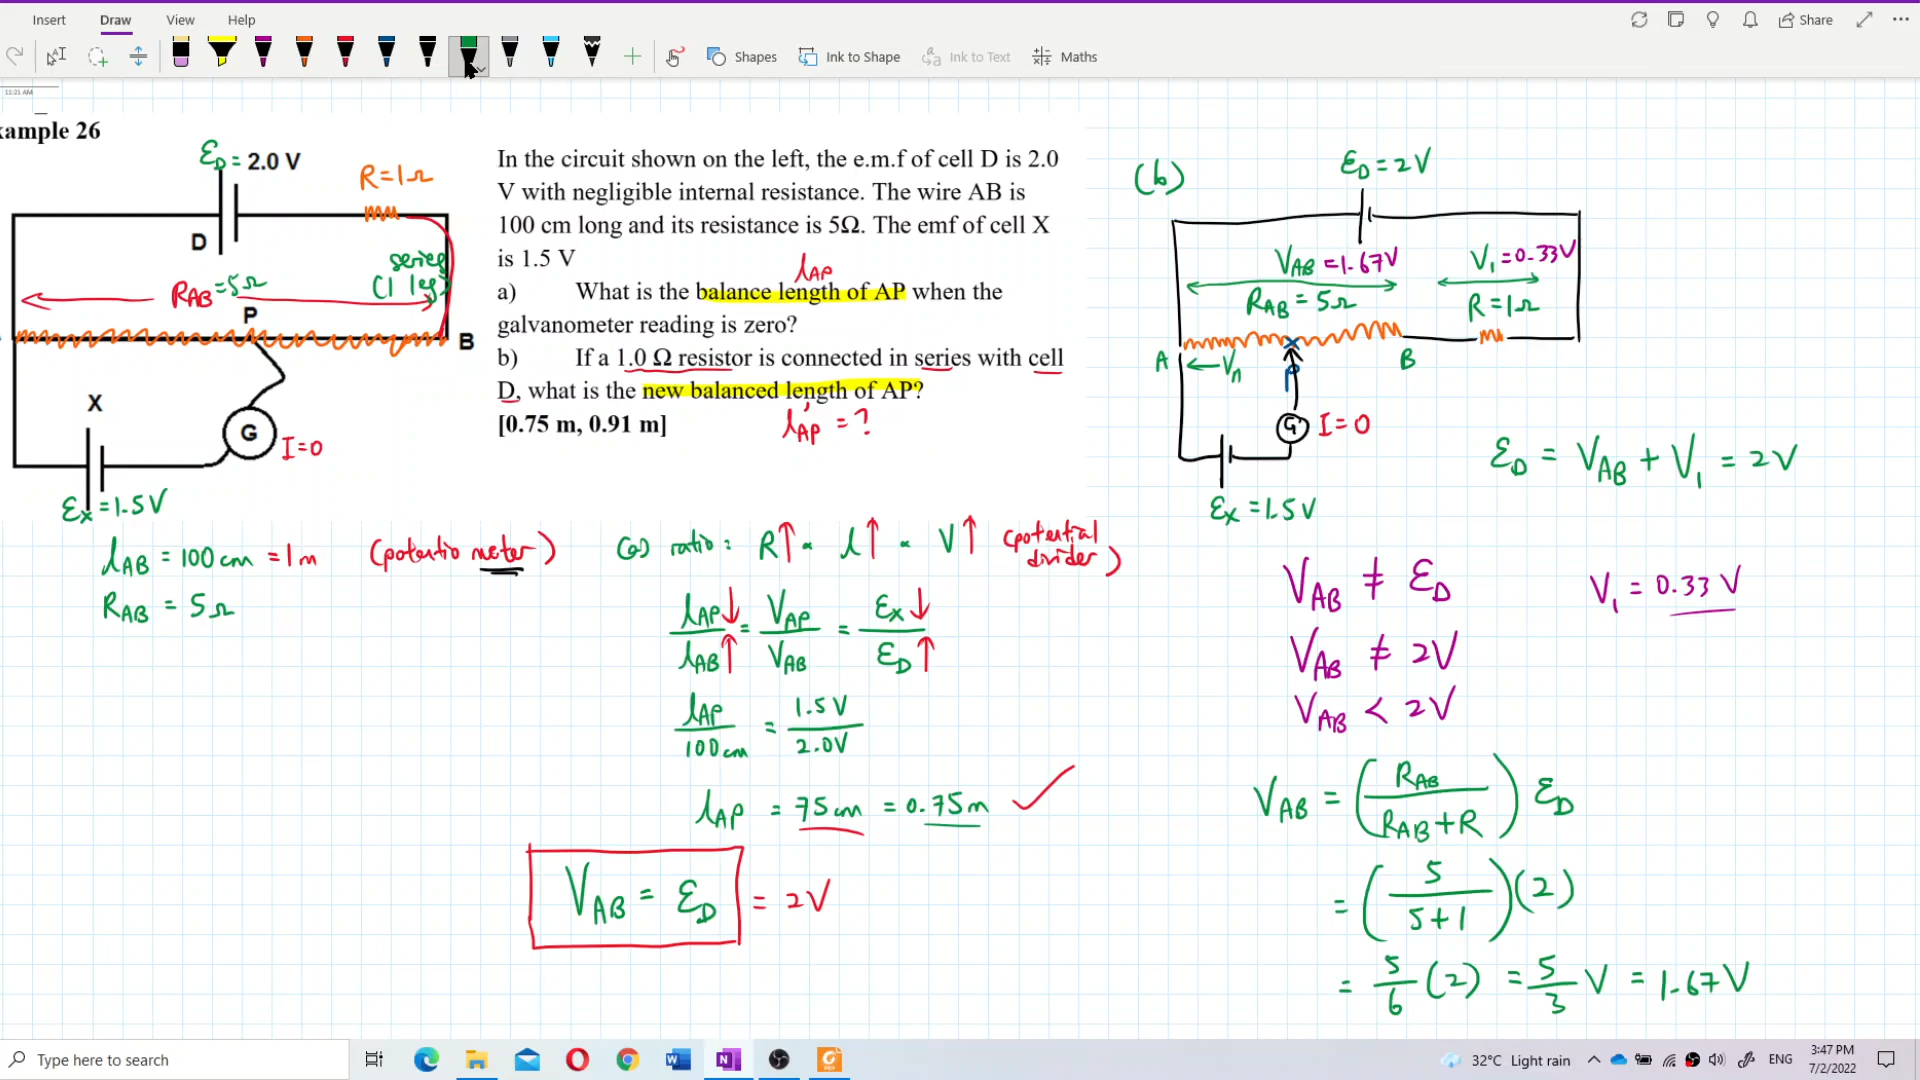 Insert Draw View Help
Share
Shapes Ink to Shape Ink to Text Maths
11:21 AM
xample 26
ℰD = 2.0 V
R = 1Ω
D
series
(1 leg)
RAB = 5Ω
P
B
X
G I = 0
ℰx = 1.5V
In the circuit shown on the left, the e.m.f of cell D is 2.0
V with negligible internal resistance. The wire AB is
100 cm long and its resistance is 5Ω. The emf of cell X
is 1.5 V
lAP
a) What is the balance length of AP when the
galvanometer reading is zero?
b) If a 1.0 Ω resistor is connected in series with cell
D, what is the new balanced length of AP?
[0.75 m, 0.91 m]
l'AP = ?
lAB = 100cm = 1m (potentio meter)
RAB = 5Ω
(a) ratio: R↑ ∝ l↑ ∝ V↑ (potential
divider)
lAP↓/lAB↑ = VAP/VAB = ℰx↓/ℰD↑
lAP/100cm = 1.5V/2.0V
lAP = 75cm = 0.75m ✓
VAB = ℰD = 2V
(b)
ℰD = 2V
VAB = 1.67V V1 = 0.33V
RAB = 5Ω R = 1Ω
A ←Vn P B
G I = 0
ℰx = 1.5V
ℰD = VAB + V1 = 2V
VAB ≠ ℰD V1 = 0.33 V
VAB ≠ 2V
VAB < 2V
VAB = (RAB/RAB+R) ℰD
= (5/5+1)(2)
= 5/6 (2) = 5/3 V = 1.67V
Type here to search
32°C Light rain ENG 3:47 PM
7/2/2022